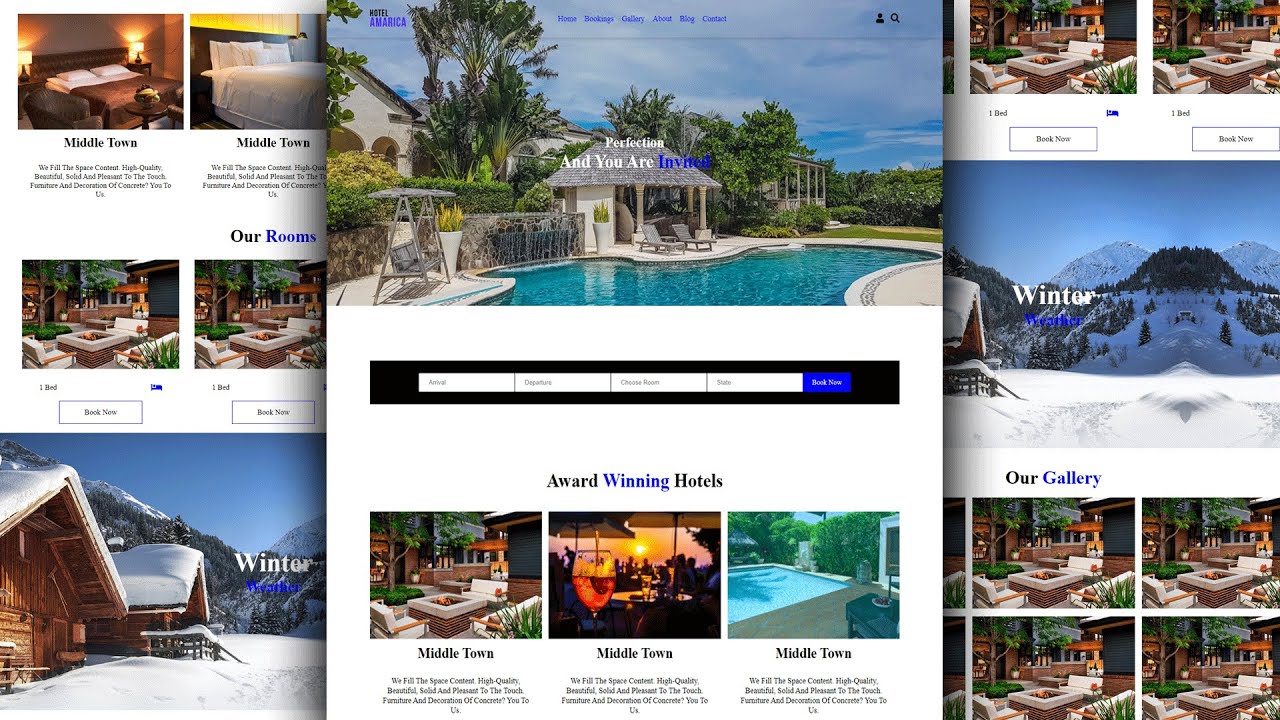 Middle Town
We Fill The Space Content. High-Quality,
Beautiful, Solid And Pleasant To The Touch.
Furniture And Decoration Of Concrete? You To
Us.
Middle Town
We Fill The Space Content. High-Qu
Beautiful, Solid And Pleasant To The
Furniture And Decoration Of Concrete?
Us.
Our Rooms
1 Bed
1 Bed
Book Now
Book Now
Winter
Weather
HOTEL
AMARICA
Home Bookings Gallery About Blog Contact
Perfection
And You Are Invited
Arrival
Departure
Choose Room
State
Book Now
Award Winning Hotels
Middle Town
We Fill The Space Content. High-Quality,
Beautiful, Solid And Pleasant To The Touch.
Furniture And Decoration Of Concrete? You To
Us.
Middle Town
We Fill The Space Content. High-Quality,
Beautiful, Solid And Pleasant To The Touch.
Furniture And Decoration Of Concrete? You To
Us.
Middle Town
We Fill The Space Content. High-Quality,
Beautiful, Solid And Pleasant To The Touch.
Furniture And Decoration Of Concrete? You To
Us.
1 Bed
1 Bed
Book Now
Book Now
Winter
Weather
Our Gallery